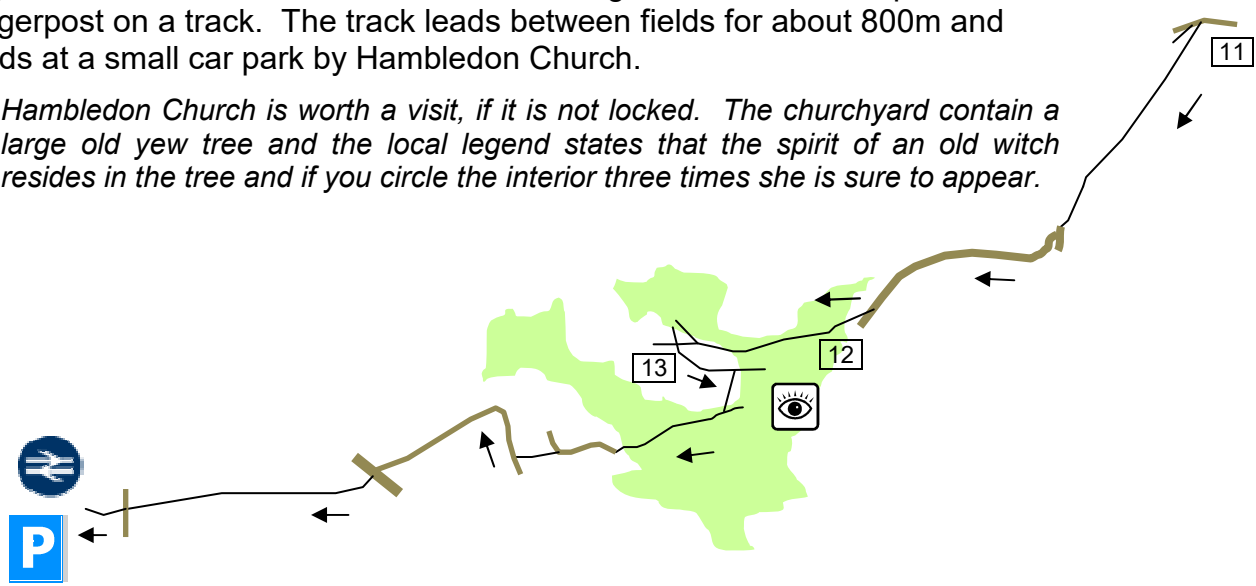 gerpost on a track. The track leads between fields for about 800m and
ds at a small car park by Hambledon Church.
Hambledon Church is worth a visit, if it is not locked. The churchyard contain a
large old yew tree and the local legend states that the spirit of an old witch
resides in the tree and if you circle the interior three times she is sure to appear.
11
12
13
P